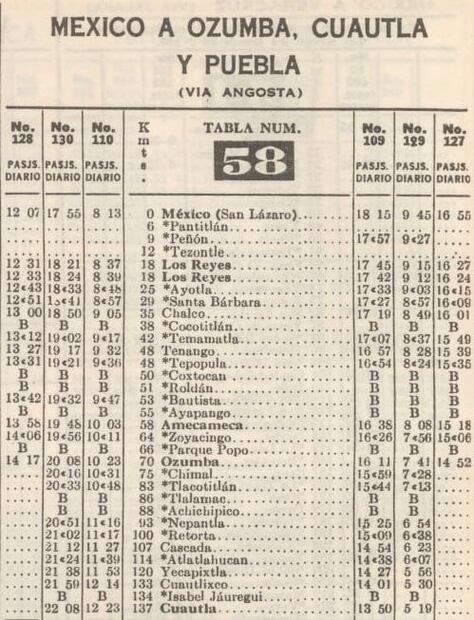 MEXICO A OZUMBA, CUAUTLA
Y PUEBLA
(VIA ANGOSTA)
No. 128 No. 130 No. 110 Kmts. TABLA NUM. 58 No. 109 No. 129 No. 127
PASJS. DIARIO PASJS. DIARIO PASJS. DIARIO PASJS. DIARIO PASJS. DIARIO PASJS. DIARIO
12 07 17 55 8 13 0 México (San Lázaro) 18 15 9 45 16 55
6 *Pantitlán
9 *Peñón 17*57 9*27
12 *Tezontle
12 31 18 21 8 37 18 Los Reyes 17 45 9 15 16 27
12 33 18 24 8 39 18 Los Reyes 17 42 9 12 16 24
12*43 18*33 8*48 25 *Ayotla 17*33 9*03 16*15
12*51 8*57 29 *Santa Bárbara 17*27 8*57 16*09
13 00 18 50 9 05 35 Chalco 17 19 8 49 16 01
B B B 38 *Cocotitlán B B B
13*12 19*02 9*17 42 *Temamatla 17*07 8*37 15 49
13 27 19 17 9 32 48 Tenango 16 57 8 28 15 39
13*31 19*21 9*36 48 *Tepopula 16*54 8*24 15*35
B B B 50 *Coxtocan B B B
B B B 51 *Roldán B B B
13*42 19*32 9*47 53 *Bautista B B B
B B B 55 *Ayapango B B B
13 58 19 48 10 03 58 Amecameca 16 38 8 08 15 18
14*06 19*56 10*11 64 *Zoyacingo 16*26 7*56 15*06
B B B 66 *Parque Popo B B B
14 17 20 08 10 23 70 Ozumba 16 11 7 41 14 52
20*16 10*31 75 *Chimal 15*59 7*28
20*33 10*48 83 *Tlacotitlán 15*44 7*13
B B 86 *Tlalamac B B
B B 88 *Achichipico B B
20*51 11*16 93 *Nepantla 15 25 6 54
21*02 11*17 100 *Retorta 15*09 6*38
21 12 11 27 107 Cascada 14 54 6 23
21*24 11*39 114 *Atlatlahucan 14*38 6*07
21 38 11 53 120 Yecapixtla 14 27 5 56
21 59 12 14 133 Cuautlixco 14 01 5 30
B B 134 *Isabel Jáuregui B B
22 08 12 23 137 Cuautla 13 50 5 19